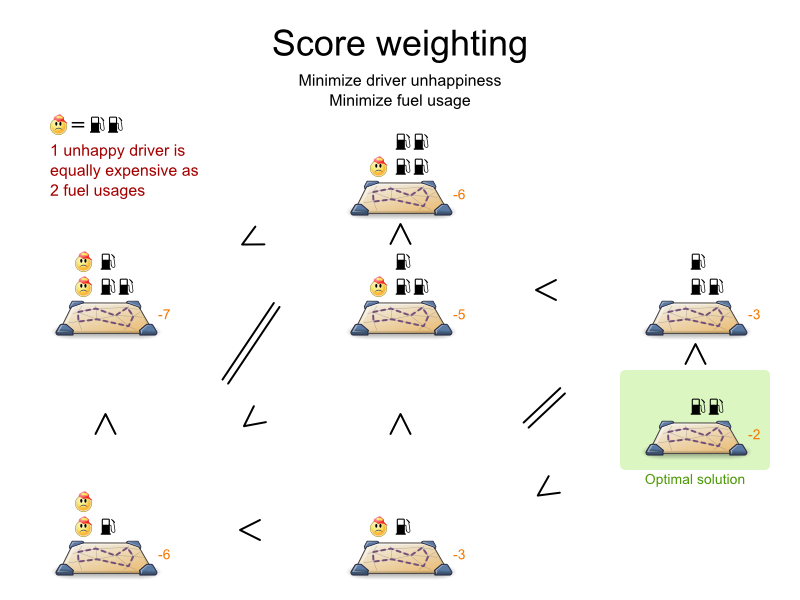 Score weighting
Minimize driver unhappiness
Minimize fuel usage
=
1 unhappy driver is
equally expensive as
2 fuel usages
-6
<
<
-7
-5
<
-3
=
<
<
<
<
=
-2
Optimal solution
<
-6
<
-3